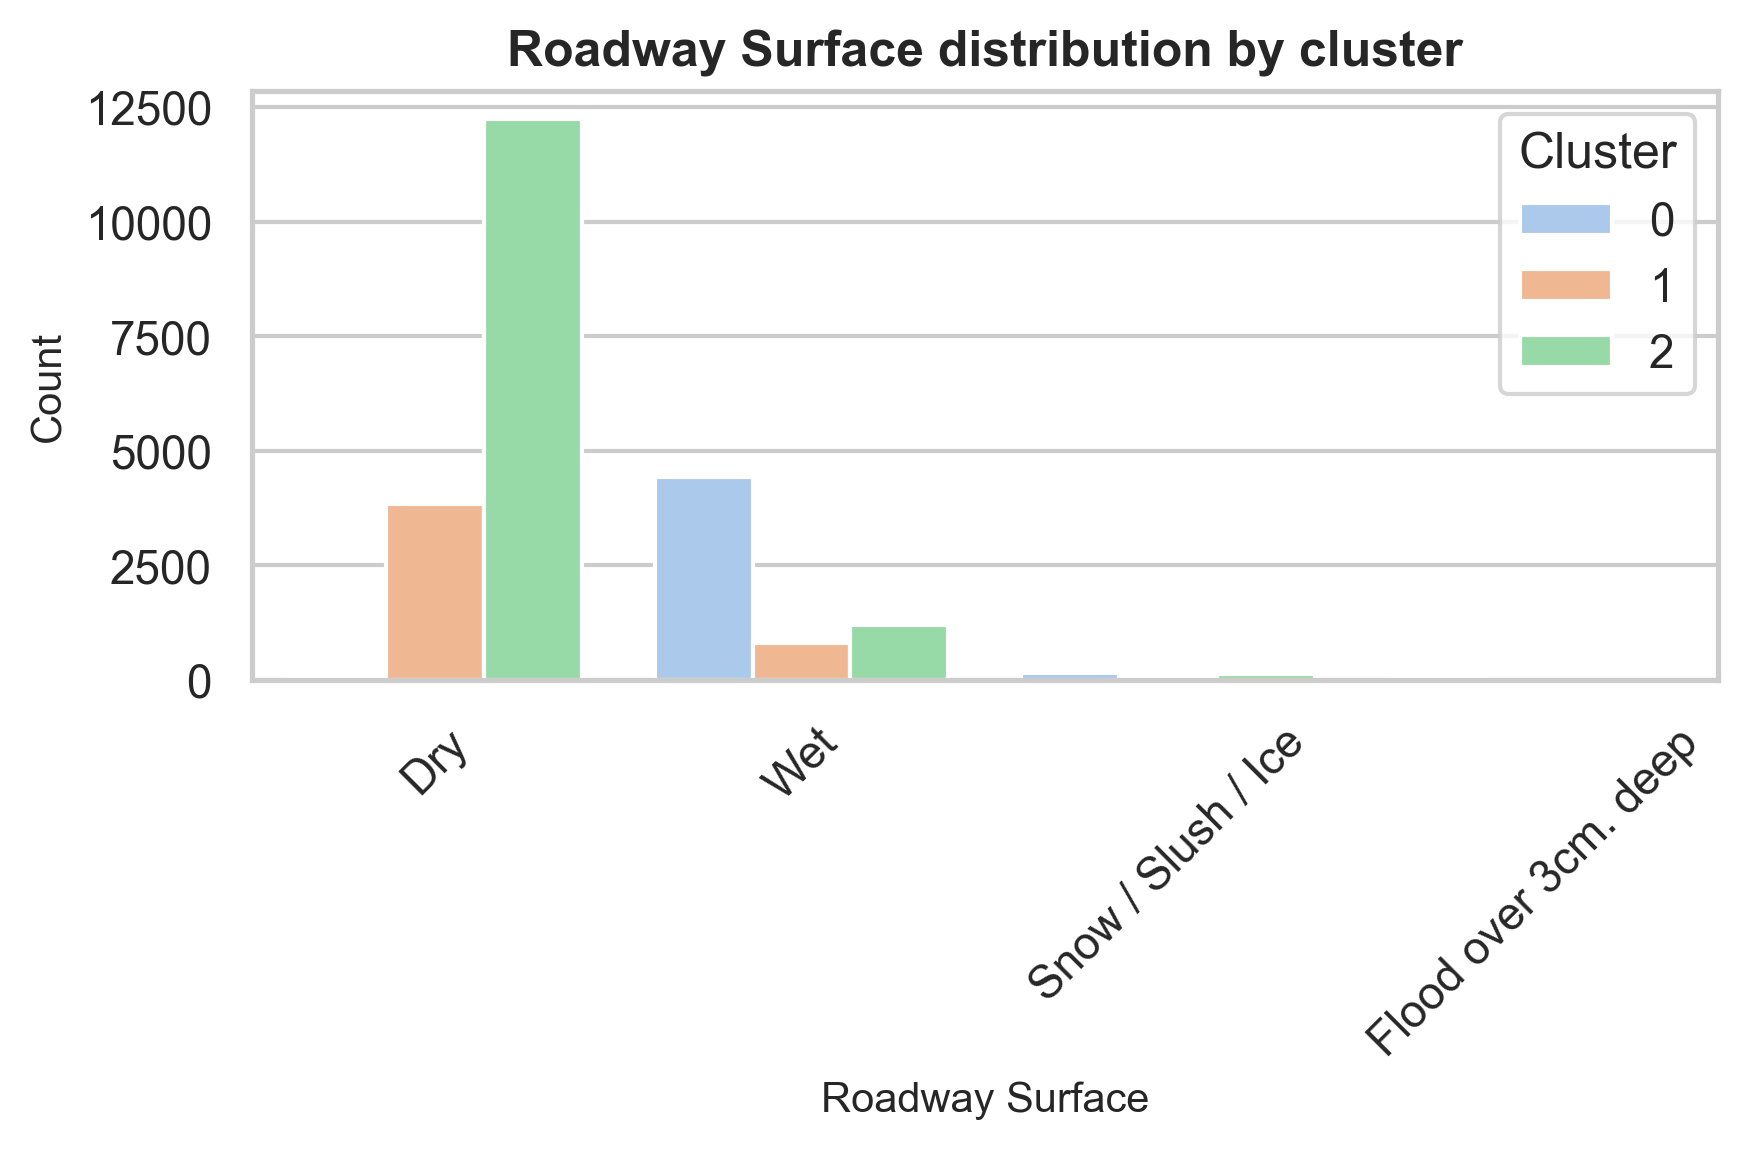 Roadway Surface distribution by cluster
12500
10000
7500
5000
2500
0
Count
Cluster
0
1
2
Dry
Wet
Snow / Slush / Ice
Flood over 3cm. deep
Roadway Surface